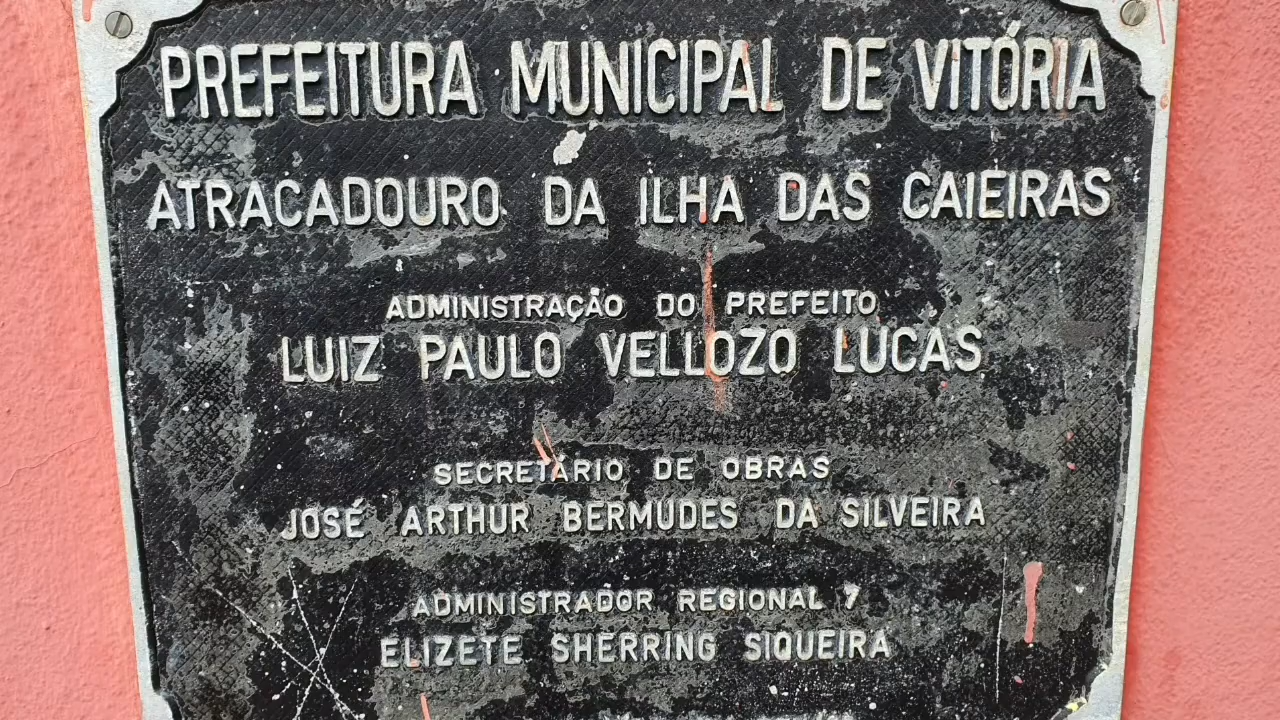 PREFEITURA MUNICIPAL DE VITÓRIA
ATRACADOURO DA ILHA DAS CAIEIRAS
ADMINISTRAÇÃO DO PREFEITO
LUIZ PAULO VELLOZO LUCAS
SECRETÁRIO DE OBRAS
JOSÉ ARTHUR BERMUDES DA SILVEIRA
ADMINISTRADOR REGIONAL 7
ELIZETE SHERRING SIQUEIRA